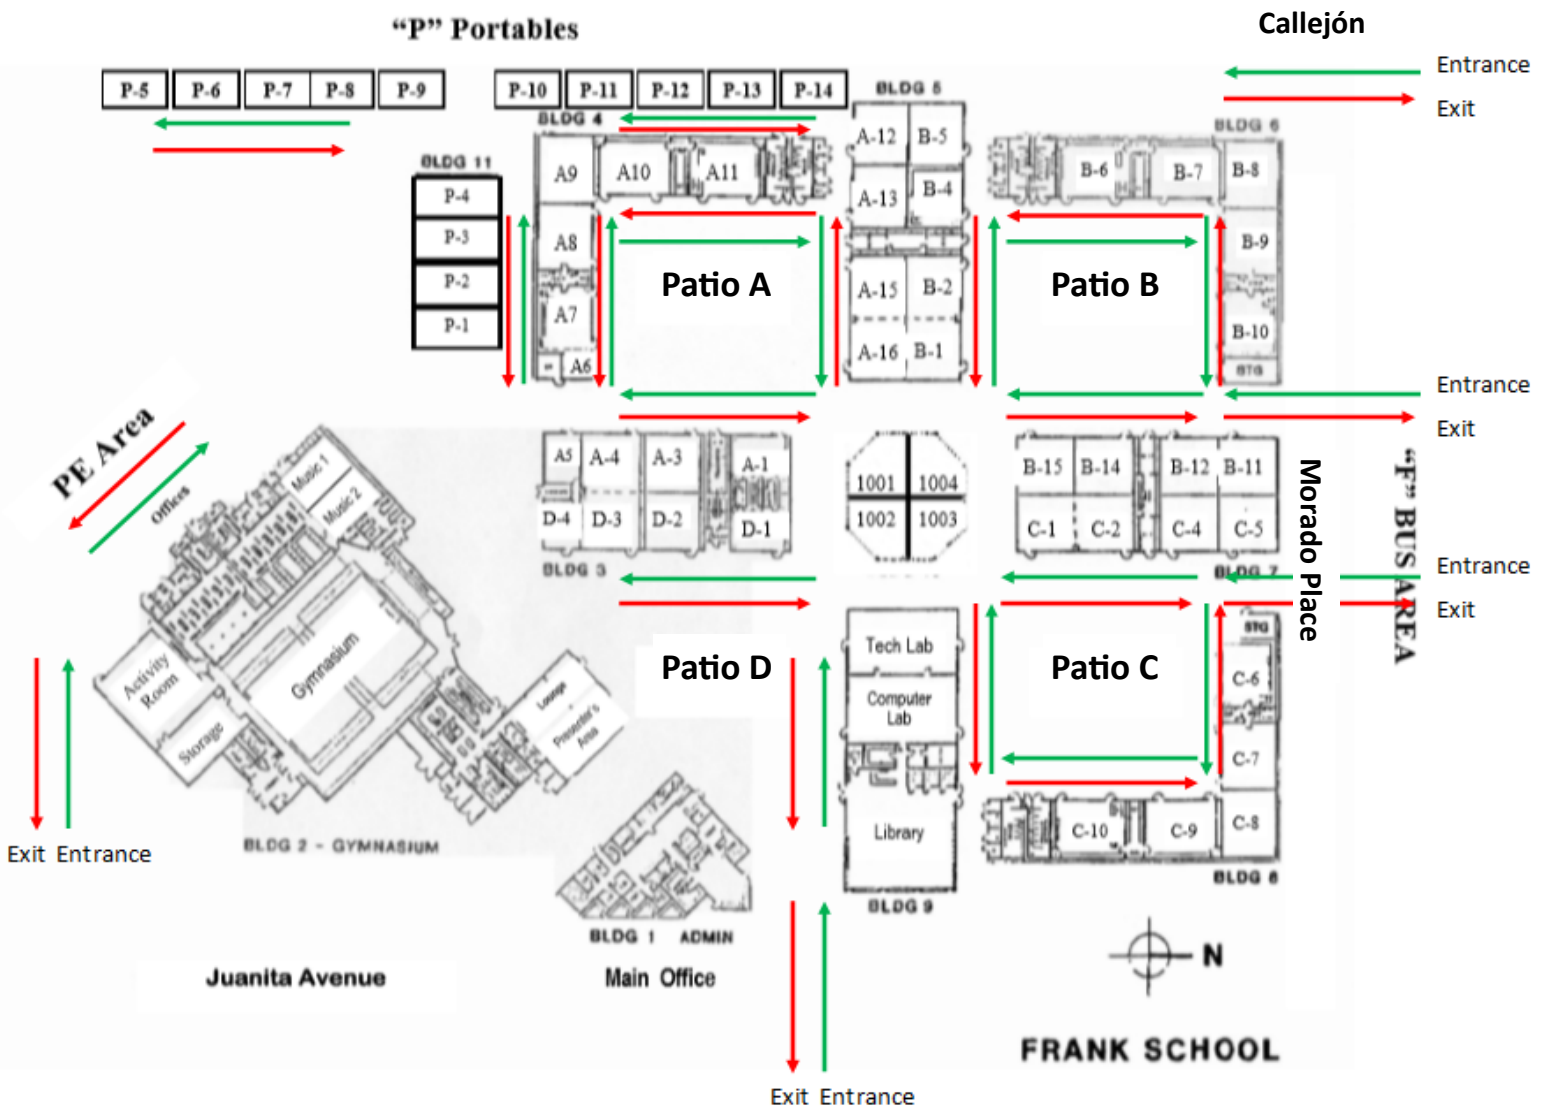 “P” Portables
Callejón
Entrance
Exit
P-5 P-6 P-7 P-8 P-9 P-10 P-11 P-12 P-13 P-14
BLDG 4
BLDG 5
BLDG 6
BLDG 11
P-4
P-3
P-2
P-1
A9 A10 A11
A8
A7
A6
A-12 B-5
A-13 B-4
A-15 B-2
A-16 B-1
B-6 B-7 B-8
B-9
B-10
STG
Patio A
Patio B
Entrance
Exit
PE Area
Offices
Music 1
Music 2
A5 A-4 A-3 A-1
D-4 D-3 D-2 D-1
BLDG 3
1001 1004
1002 1003
B-15 B-14 B-12 B-11
C-1 C-2 C-4 C-5
BLDG 7
Morado Place
“F” BUS AREA
Entrance
Exit
Activity
Room
Storage
Gymnasium
Lounge
Presenter's
Area
Patio D
Patio C
Tech Lab
Computer
Lab
Library
BLDG 9
STG
C-6
C-7
C-8
C-10 C-9
BLDG 8
Exit Entrance
BLDG 2 - GYMNASIUM
BLDG 1 ADMIN
Juanita Avenue
Main Office
N
FRANK SCHOOL
Exit Entrance